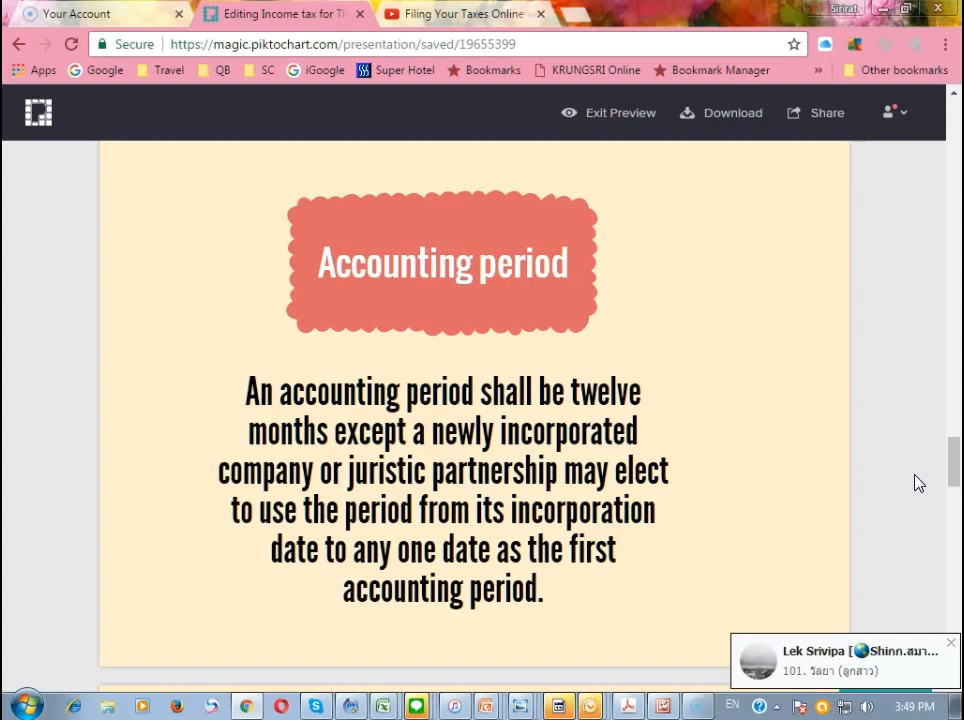 Your Account
Editing Income tax for Th
Filing Your Taxes Online
Sirirat
Secure
https://magic.piktochart.com/presentation/saved/19655399
Apps
Google
Travel
QB
SC
iGoogle
Super Hotel
Bookmarks
KRUNGSRI Online
Bookmark Manager
»
Other bookmarks
Exit Preview
Download
Share
Accounting period
An accounting period shall be twelve
months except a newly incorporated
company or juristic partnership may elect
to use the period from its incorporation
date to any one date as the first
accounting period.
Lek Srivipa [🌏Shinn.สมา...
101. วัลยา (ลูกสาว)
EN
3:49 PM